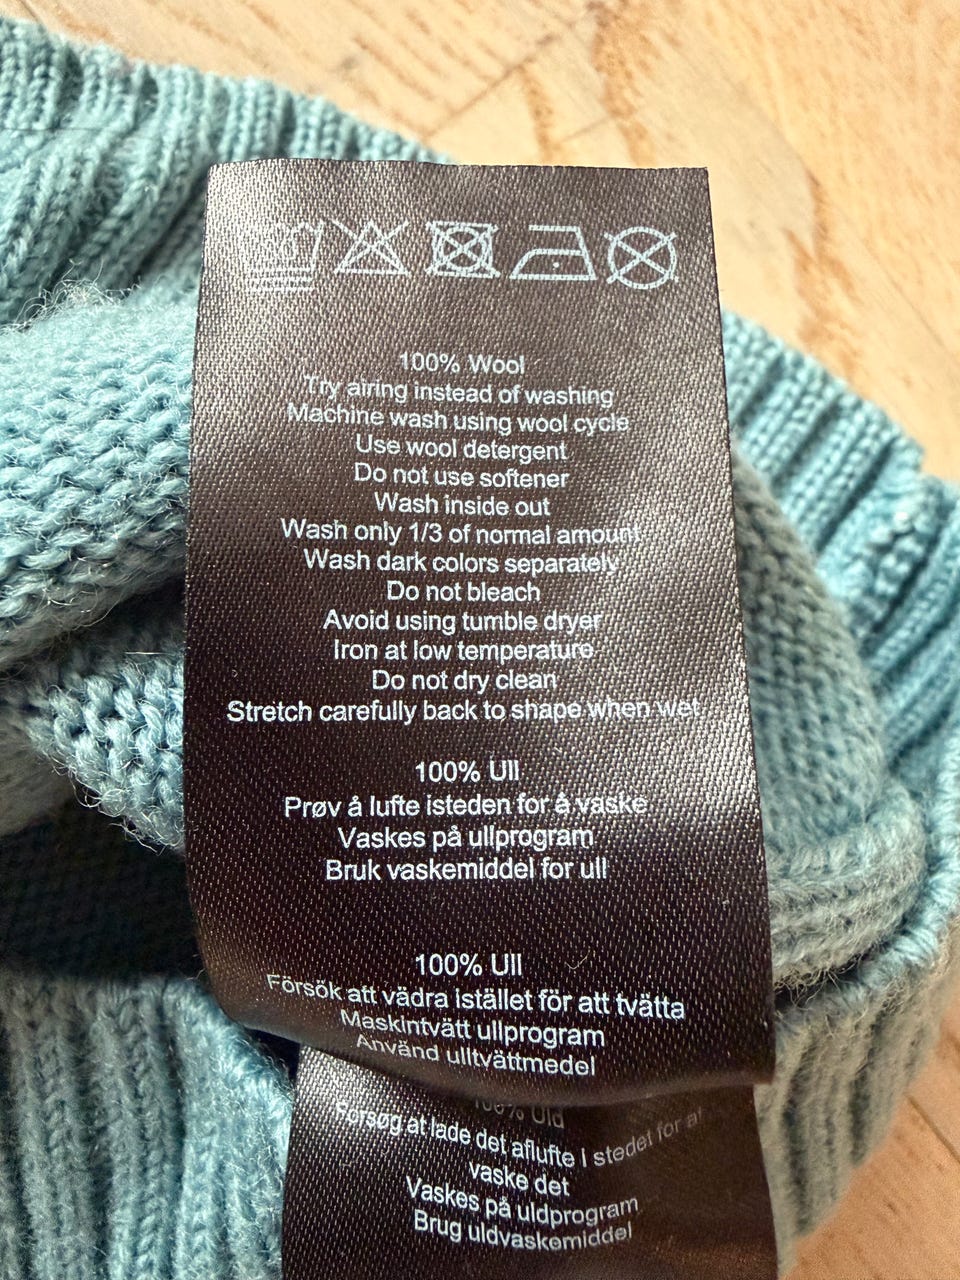 100% Wool
Try airing instead of washing
Machine wash using wool cycle
Use wool detergent
Do not use softener
Wash inside out
Wash only 1/3 of normal amount
Wash dark colors separately
Do not bleach
Avoid using tumble dryer
Iron at low temperature
Do not dry clean
Stretch carefully back to shape when wet
100% Ull
Prøv å lufte isteden for å vaske
Vaskes på ullprogram
Bruk vaskemiddel for ull
100% Ull
Försök att vädra istället för att tvätta
Maskintvätt ullprogram
Använd ulltvättmedel
100% Uld
Forsøg at lade det aflufte I stedet for at
vaske det
Vaskes på uldprogram
Brug uldvaskemiddel